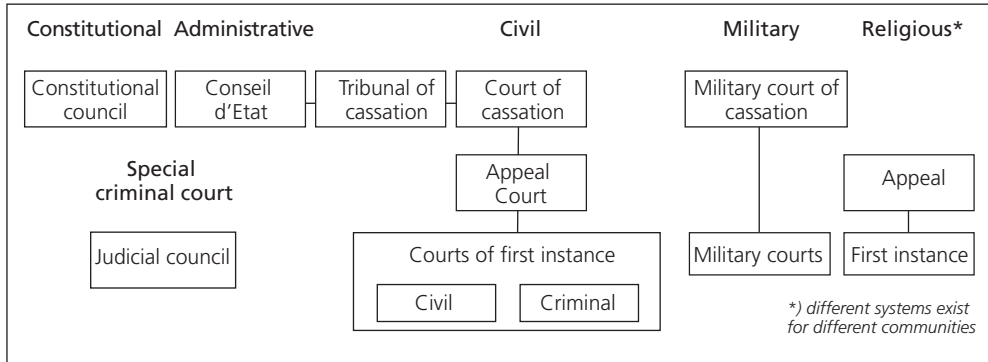 Constitutional Administrative Civil Military Religious*
Constitutional
council
Conseil
d'Etat
Tribunal of
cassation
Court of
cassation
Military court of
cassation
Special
criminal court
Appeal
Court
Appeal
Judicial council
Courts of first instance
Civil
Criminal
Military courts
First instance
*) different systems exist
for different communities